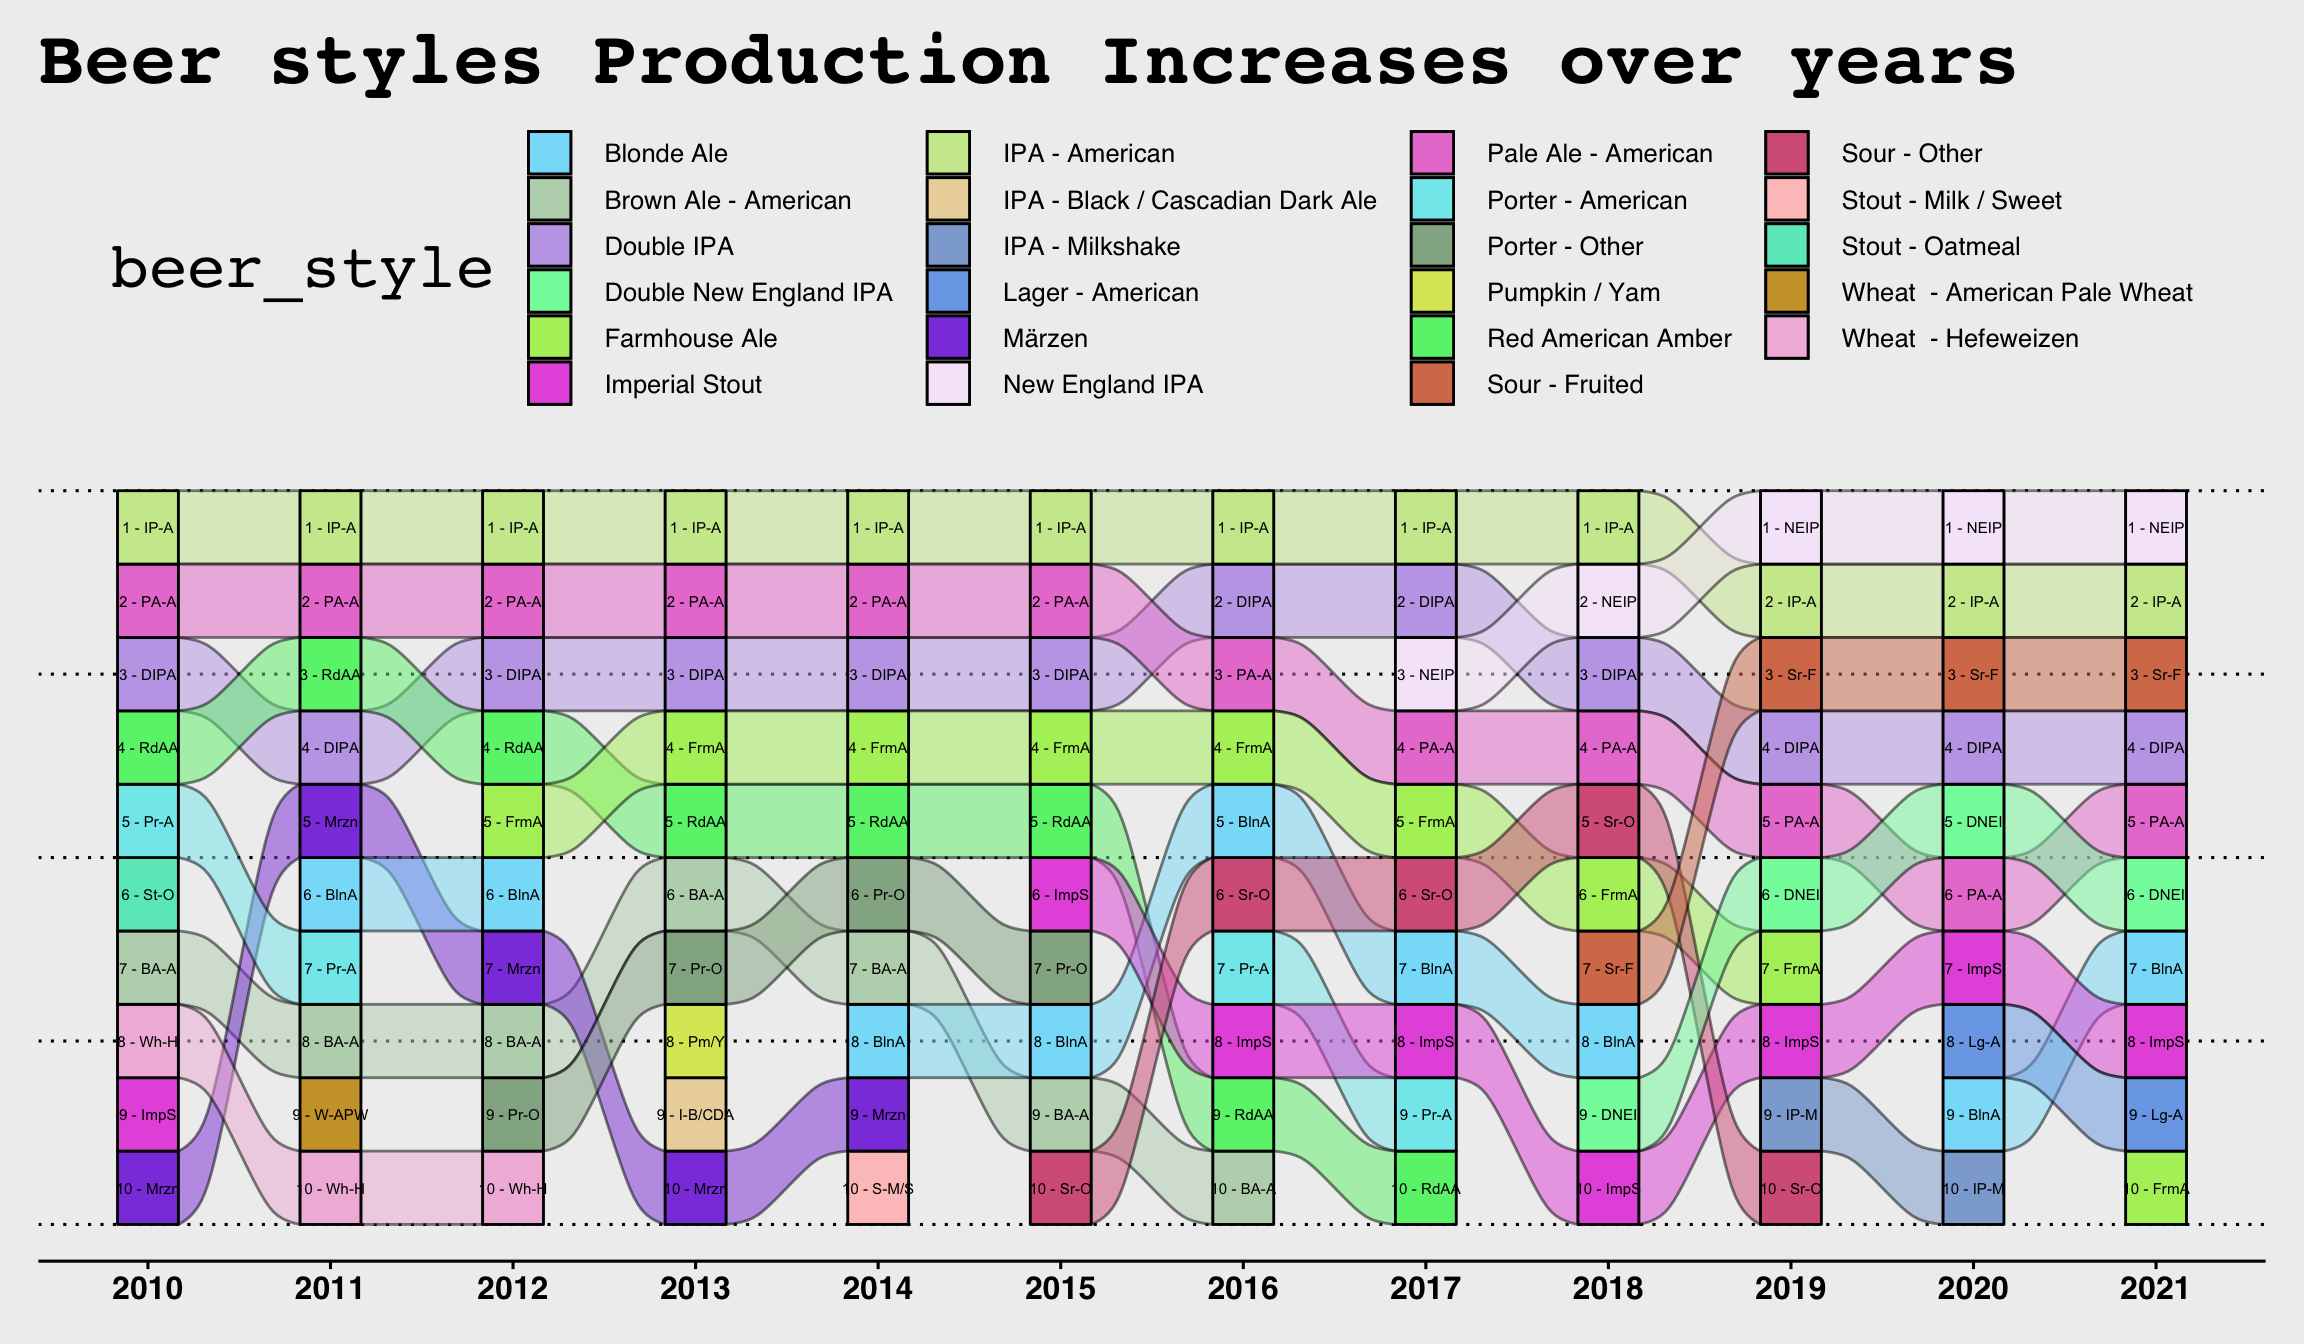 Beer styles Production Increases over years
beer_style
Blonde Ale
Brown Ale - American
Double IPA
Double New England IPA
Farmhouse Ale
Imperial Stout
IPA - American
IPA - Black / Cascadian Dark Ale
IPA - Milkshake
Lager - American
Märzen
New England IPA
Pale Ale - American
Porter - American
Porter - Other
Pumpkin / Yam
Red American Amber
Sour - Fruited
Sour - Other
Stout - Milk / Sweet
Stout - Oatmeal
Wheat  - American Pale Wheat
Wheat  - Hefeweizen
1 - IP-A 1 - IP-A 1 - IP-A 1 - IP-A 1 - IP-A 1 - IP-A 1 - IP-A 1 - IP-A 1 - IP-A 1 - NEIP 1 - NEIP 1 - NEIP
2 - PA-A 2 - PA-A 2 - PA-A 2 - PA-A 2 - PA-A 2 - PA-A 2 - DIPA 2 - DIPA 2 - NEIP 2 - IP-A 2 - IP-A 2 - IP-A
3 - DIPA 3 - RdAA 3 - DIPA 3 - DIPA 3 - DIPA 3 - DIPA 3 - PA-A 3 - NEIP 3 - DIPA 3 - Sr-F 3 - Sr-F 3 - Sr-F
4 - RdAA 4 - DIPA 4 - RdAA 4 - FrmA 4 - FrmA 4 - FrmA 4 - FrmA 4 - PA-A 4 - PA-A 4 - DIPA 4 - DIPA 4 - DIPA
5 - Pr-A 5 - Mrzn 5 - FrmA 5 - RdAA 5 - RdAA 5 - RdAA 5 - BlnA 5 - FrmA 5 - Sr-O 5 - PA-A 5 - DNEI 5 - PA-A
6 - St-O 6 - BlnA 6 - BlnA 6 - BA-A 6 - Pr-O 6 - ImpS 6 - Sr-O 6 - Sr-O 6 - FrmA 6 - DNEI 6 - PA-A 6 - DNEI
7 - BA-A 7 - Pr-A 7 - Mrzn 7 - Pr-O 7 - BA-A 7 - Pr-O 7 - Pr-A 7 - BlnA 7 - Sr-F 7 - FrmA 7 - ImpS 7 - BlnA
8 - Wh-H 8 - BA-A 8 - BA-A 8 - Pm/Y 8 - BlnA 8 - BlnA 8 - ImpS 8 - ImpS 8 - BlnA 8 - ImpS 8 - Lg-A 8 - ImpS
9 - ImpS 9 - W-APW 9 - Pr-O 9 - I-B/CDA 9 - Mrzn 9 - BA-A 9 - RdAA 9 - Pr-A 9 - DNEI 9 - IP-M 9 - BlnA 9 - Lg-A
10 - Mrzn 10 - Wh-H 10 - Wh-H 10 - Mrzn 10 - S-M/S 10 - Sr-O 10 - BA-A 10 - RdAA 10 - ImpS 10 - Sr-O 10 - IP-M 10 - FrmA
2010 2011 2012 2013 2014 2015 2016 2017 2018 2019 2020 2021